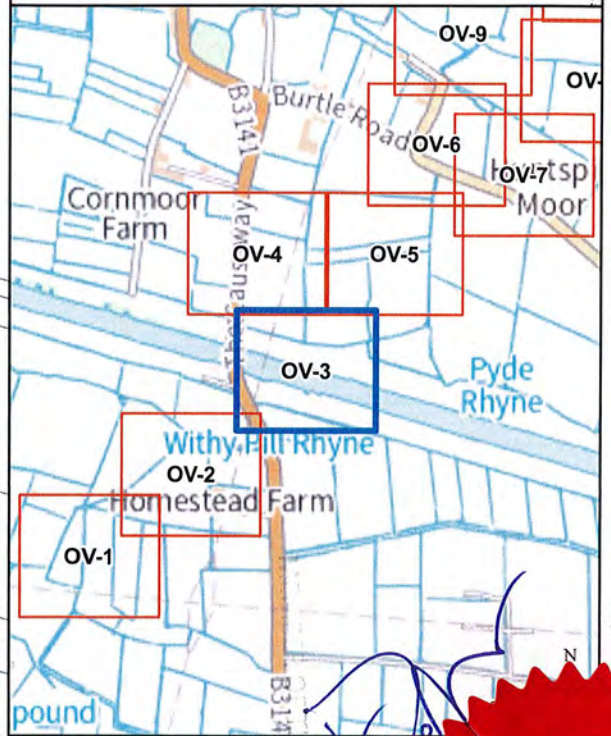 OV-9
OV-
B3141
Burtle Road
OV-6
OV-7
Moor
Cornmoor
Farm
OV-4
OV-5
OV-3
Pyde
Rhyne
Withy Pill Rhyne
OV-2
Homestead Farm
OV-1
N
B314
pound